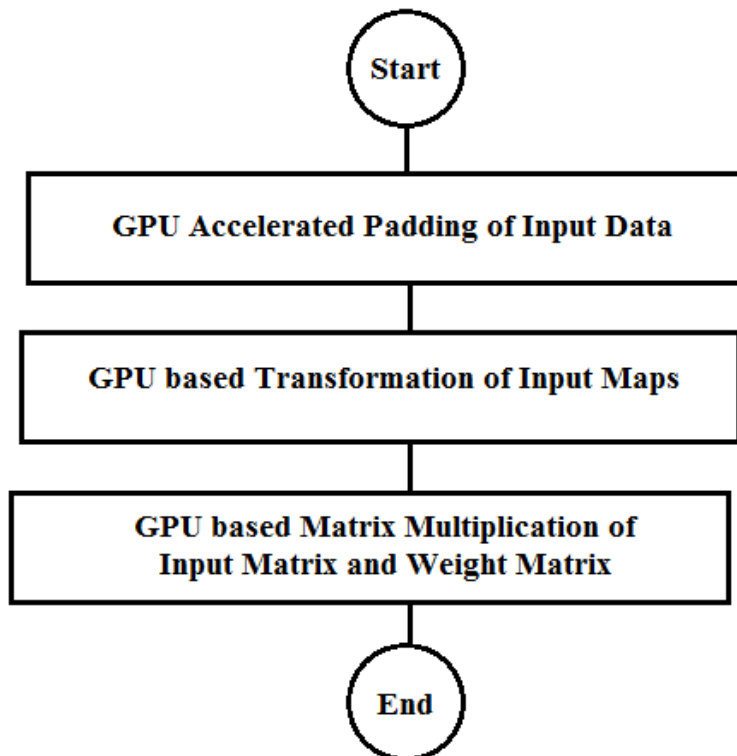 Start
GPU Accelerated Padding of Input Data
GPU based Transformation of Input Maps
GPU based Matrix Multiplication of
Input Matrix and Weight Matrix
End